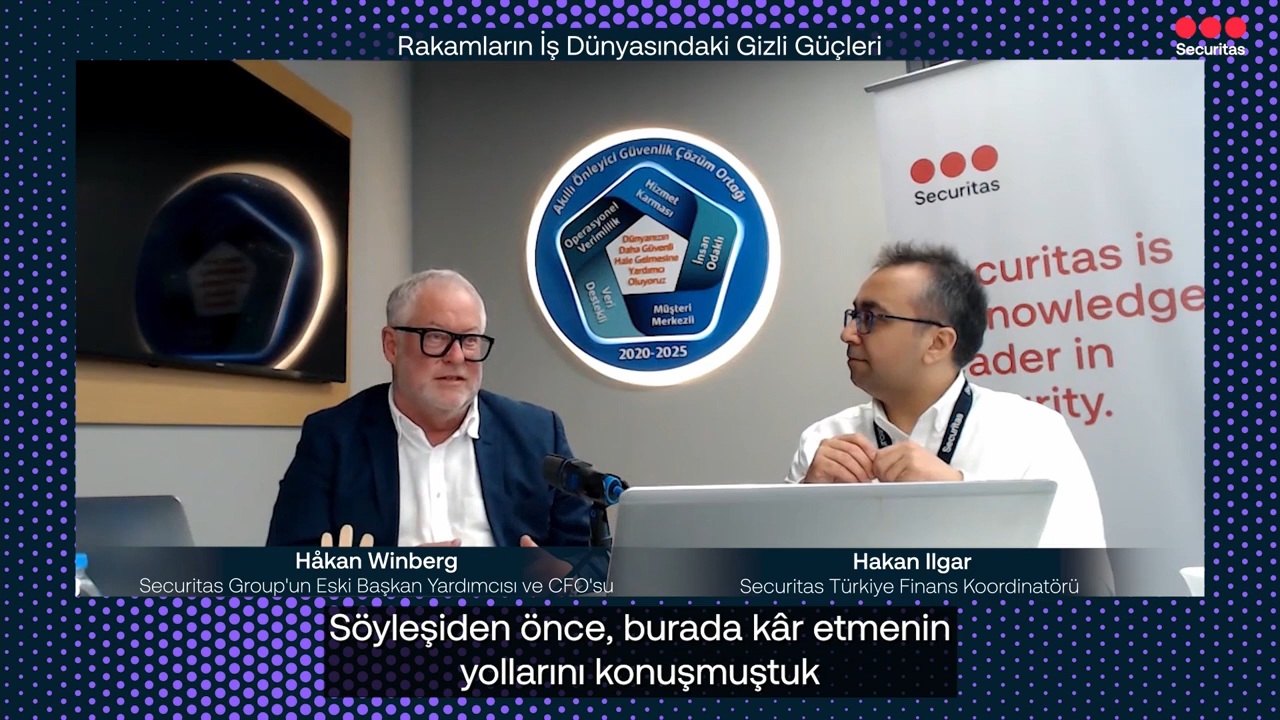 Rakamların İş Dünyasındaki Gizli Güçleri
Securitas
Akıllı Önleyici Güvenlik Çözüm Ortağı
Hizmet
Karması
Operasyonel
Verimlilik
İnsan
Odaklı
Dünyanızın
Daha Güvenli
Hale Gelmesine
Yardımcı
Oluyoruz
Veri
Destekli
Müşteri
Merkezli
2020-2025
Securitas
curitas is
nowledge
ader in
urity.
Securitas
Håkan Winberg
Securitas Group'un Eski Başkan Yardımcısı ve CFO'su
Hakan Ilgar
Securitas Türkiye Finans Koordinatörü
Söyleşiden önce, burada kâr etmenin
yollarını konuşmuştuk